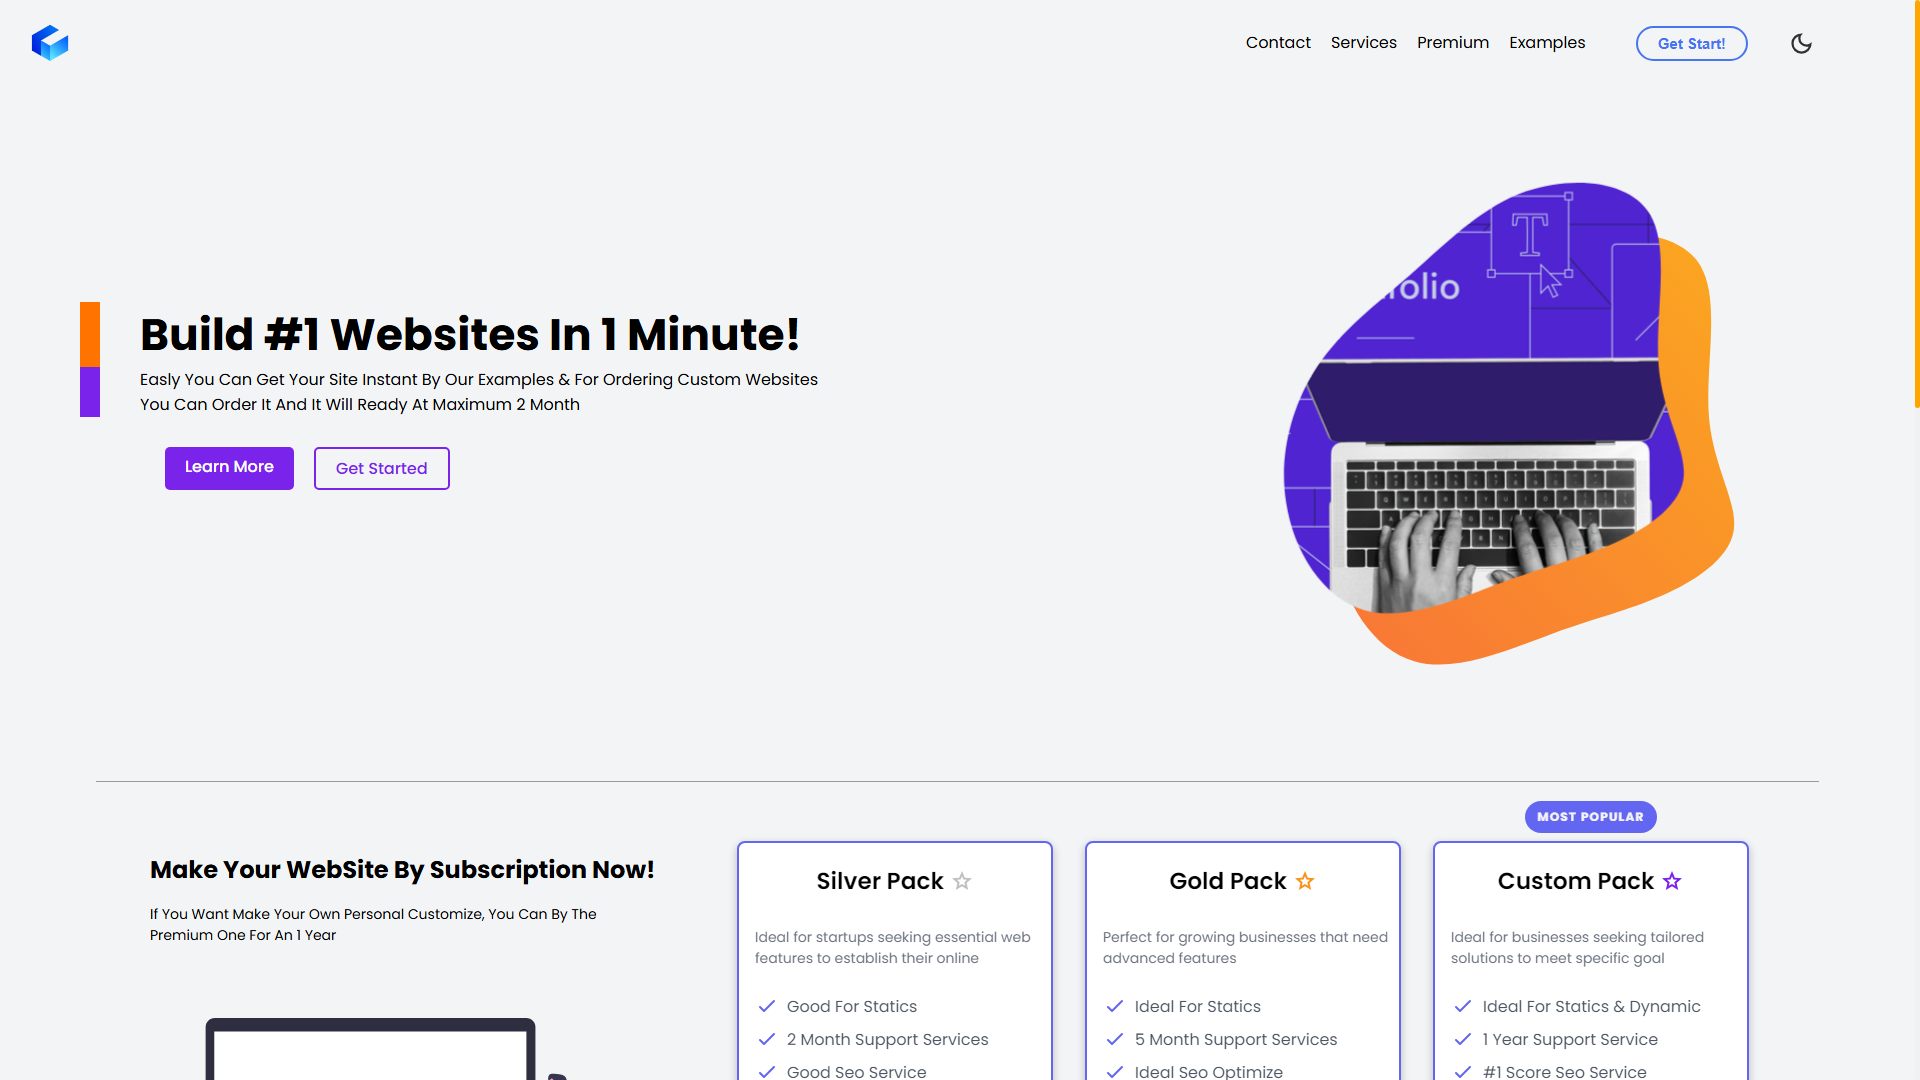 Contact Services Premium Examples Get Start!
T
folio
Build #1 Websites In 1 Minute!
Easly You Can Get Your Site Instant By Our Examples & For Ordering Custom Websites
You Can Order It And It Will Ready At Maximum 2 Month
Learn More Get Started
MOST POPULAR
Make Your WebSite By Subscription Now!
If You Want Make Your Own Personal Customize, You Can By The
Premium One For An 1 Year
Silver Pack
Ideal for startups seeking essential web
features to establish their online
Good For Statics
2 Month Support Services
Good Seo Service
Gold Pack
Perfect for growing businesses that need
advanced features
Ideal For Statics
5 Month Support Services
Ideal Seo Optimize
Custom Pack
Ideal for businesses seeking tailored
solutions to meet specific goal
Ideal For Statics & Dynamic
1 Year Support Service
#1 Score Seo Service